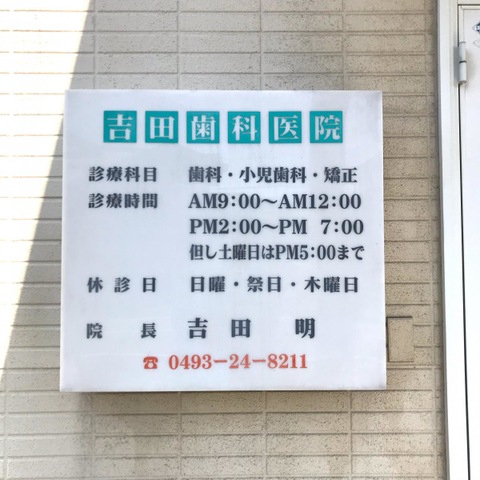 吉田歯科医院
診療科目 歯科・小児歯科・矯正
診療時間 AM9:00～AM12:00
PM2:00～PM 7:00
但し土曜日はPM5:00まで
休診日 日曜・祭日・木曜日
院長 吉田 明
☎ 0493-24-8211